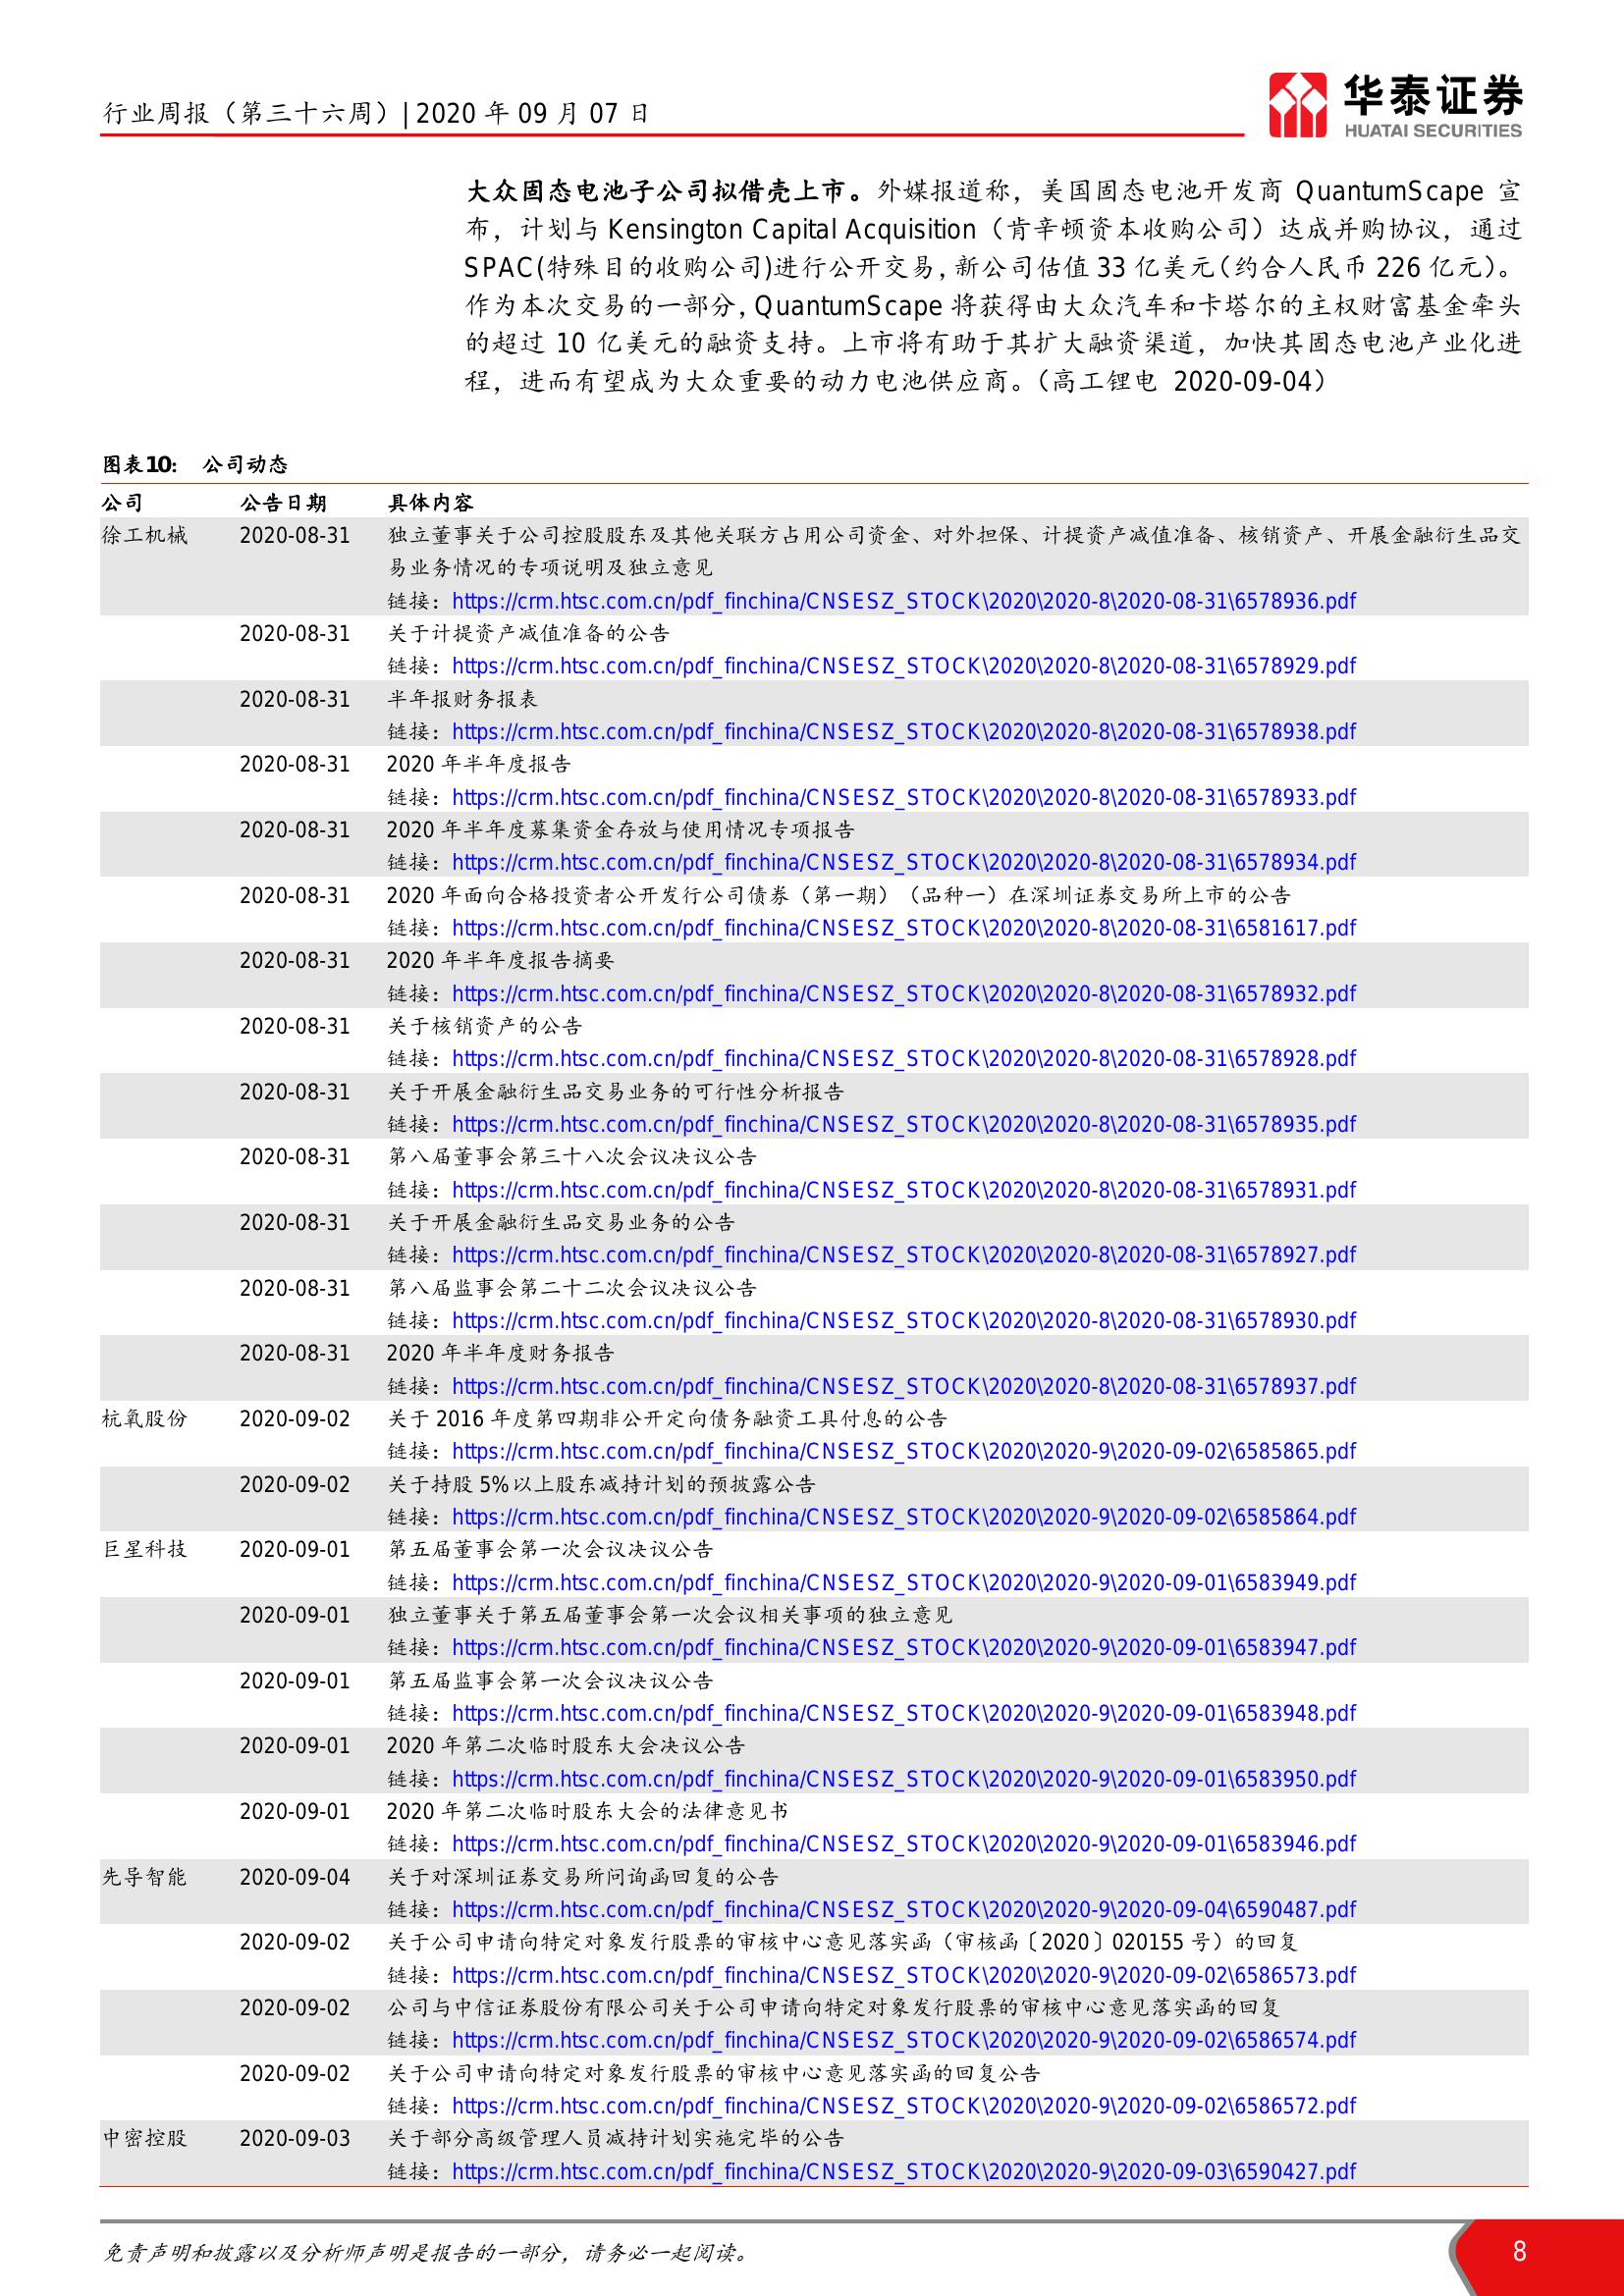 行业周报（第三十六周）| 2020 年 09 月 07 日
华泰证券
HUATAI SECURITIES
大众固态电池子公司拟借壳上市。外媒报道称，美国固态电池开发商 QuantumScape 宣
布，计划与 Kensington Capital Acquisition（肯辛顿资本收购公司）达成并购协议，通过
SPAC(特殊目的收购公司)进行公开交易，新公司估值 33 亿美元（约合人民币 226 亿元）。
作为本次交易的一部分，QuantumScape 将获得由大众汽车和卡塔尔的主权财富基金牵头
的超过 10 亿美元的融资支持。上市将有助于其扩大融资渠道，加快其固态电池产业化进
程，进而有望成为大众重要的动力电池供应商。（高工锂电 2020-09-04）
图表10： 公司动态
公司 公告日期 具体内容
徐工机械 2020-08-31 独立董事关于公司控股股东及其他关联方占用公司资金、对外担保、计提资产减值准备、核销资产、开展金融衍生品交
易业务情况的专项说明及独立意见
链接：https://crm.htsc.com.cn/pdf_finchina/CNSESZ_STOCK\2020\2020-8\2020-08-31\6578936.pdf
2020-08-31 关于计提资产减值准备的公告
链接：https://crm.htsc.com.cn/pdf_finchina/CNSESZ_STOCK\2020\2020-8\2020-08-31\6578929.pdf
2020-08-31 半年报财务报表
链接：https://crm.htsc.com.cn/pdf_finchina/CNSESZ_STOCK\2020\2020-8\2020-08-31\6578938.pdf
2020-08-31 2020 年半年度报告
链接：https://crm.htsc.com.cn/pdf_finchina/CNSESZ_STOCK\2020\2020-8\2020-08-31\6578933.pdf
2020-08-31 2020 年半年度募集资金存放与使用情况专项报告
链接：https://crm.htsc.com.cn/pdf_finchina/CNSESZ_STOCK\2020\2020-8\2020-08-31\6578934.pdf
2020-08-31 2020 年面向合格投资者公开发行公司债券（第一期）（品种一）在深圳证券交易所上市的公告
链接：https://crm.htsc.com.cn/pdf_finchina/CNSESZ_STOCK\2020\2020-8\2020-08-31\6581617.pdf
2020-08-31 2020 年半年度报告摘要
链接：https://crm.htsc.com.cn/pdf_finchina/CNSESZ_STOCK\2020\2020-8\2020-08-31\6578932.pdf
2020-08-31 关于核销资产的公告
链接：https://crm.htsc.com.cn/pdf_finchina/CNSESZ_STOCK\2020\2020-8\2020-08-31\6578928.pdf
2020-08-31 关于开展金融衍生品交易业务的可行性分析报告
链接：https://crm.htsc.com.cn/pdf_finchina/CNSESZ_STOCK\2020\2020-8\2020-08-31\6578935.pdf
2020-08-31 第八届董事会第三十八次会议决议公告
链接：https://crm.htsc.com.cn/pdf_finchina/CNSESZ_STOCK\2020\2020-8\2020-08-31\6578931.pdf
2020-08-31 关于开展金融衍生品交易业务的公告
链接：https://crm.htsc.com.cn/pdf_finchina/CNSESZ_STOCK\2020\2020-8\2020-08-31\6578927.pdf
2020-08-31 第八届监事会第二十二次会议决议公告
链接：https://crm.htsc.com.cn/pdf_finchina/CNSESZ_STOCK\2020\2020-8\2020-08-31\6578930.pdf
2020-08-31 2020 年半年度财务报告
链接：https://crm.htsc.com.cn/pdf_finchina/CNSESZ_STOCK\2020\2020-8\2020-08-31\6578937.pdf
杭氧股份 2020-09-02 关于 2016 年度第四期非公开定向债务融资工具付息的公告
链接：https://crm.htsc.com.cn/pdf_finchina/CNSESZ_STOCK\2020\2020-9\2020-09-02\6585865.pdf
2020-09-02 关于持股 5%以上股东减持计划的预披露公告
链接：https://crm.htsc.com.cn/pdf_finchina/CNSESZ_STOCK\2020\2020-9\2020-09-02\6585864.pdf
巨星科技 2020-09-01 第五届董事会第一次会议决议公告
链接：https://crm.htsc.com.cn/pdf_finchina/CNSESZ_STOCK\2020\2020-9\2020-09-01\6583949.pdf
2020-09-01 独立董事关于第五届董事会第一次会议相关事项的独立意见
链接：https://crm.htsc.com.cn/pdf_finchina/CNSESZ_STOCK\2020\2020-9\2020-09-01\6583947.pdf
2020-09-01 第五届监事会第一次会议决议公告
链接：https://crm.htsc.com.cn/pdf_finchina/CNSESZ_STOCK\2020\2020-9\2020-09-01\6583948.pdf
2020-09-01 2020 年第二次临时股东大会决议公告
链接：https://crm.htsc.com.cn/pdf_finchina/CNSESZ_STOCK\2020\2020-9\2020-09-01\6583950.pdf
2020-09-01 2020 年第二次临时股东大会的法律意见书
链接：https://crm.htsc.com.cn/pdf_finchina/CNSESZ_STOCK\2020\2020-9\2020-09-01\6583946.pdf
先导智能 2020-09-04 关于对深圳证券交易所问询函回复的公告
链接：https://crm.htsc.com.cn/pdf_finchina/CNSESZ_STOCK\2020\2020-9\2020-09-04\6590487.pdf
2020-09-02 关于公司申请向特定对象发行股票的审核中心意见落实函（审核函〔2020〕020155 号）的回复
链接：https://crm.htsc.com.cn/pdf_finchina/CNSESZ_STOCK\2020\2020-9\2020-09-02\6586573.pdf
2020-09-02 公司与中信证券股份有限公司关于公司申请向特定对象发行股票的审核中心意见落实函的回复
链接：https://crm.htsc.com.cn/pdf_finchina/CNSESZ_STOCK\2020\2020-9\2020-09-02\6586574.pdf
2020-09-02 关于公司申请向特定对象发行股票的审核中心意见落实函的回复公告
链接：https://crm.htsc.com.cn/pdf_finchina/CNSESZ_STOCK\2020\2020-9\2020-09-02\6586572.pdf
中密控股 2020-09-03 关于部分高级管理人员减持计划实施完毕的公告
链接：https://crm.htsc.com.cn/pdf_finchina/CNSESZ_STOCK\2020\2020-9\2020-09-03\6590427.pdf
免责声明和披露以及分析师声明是报告的一部分，请务必一起阅读。
8